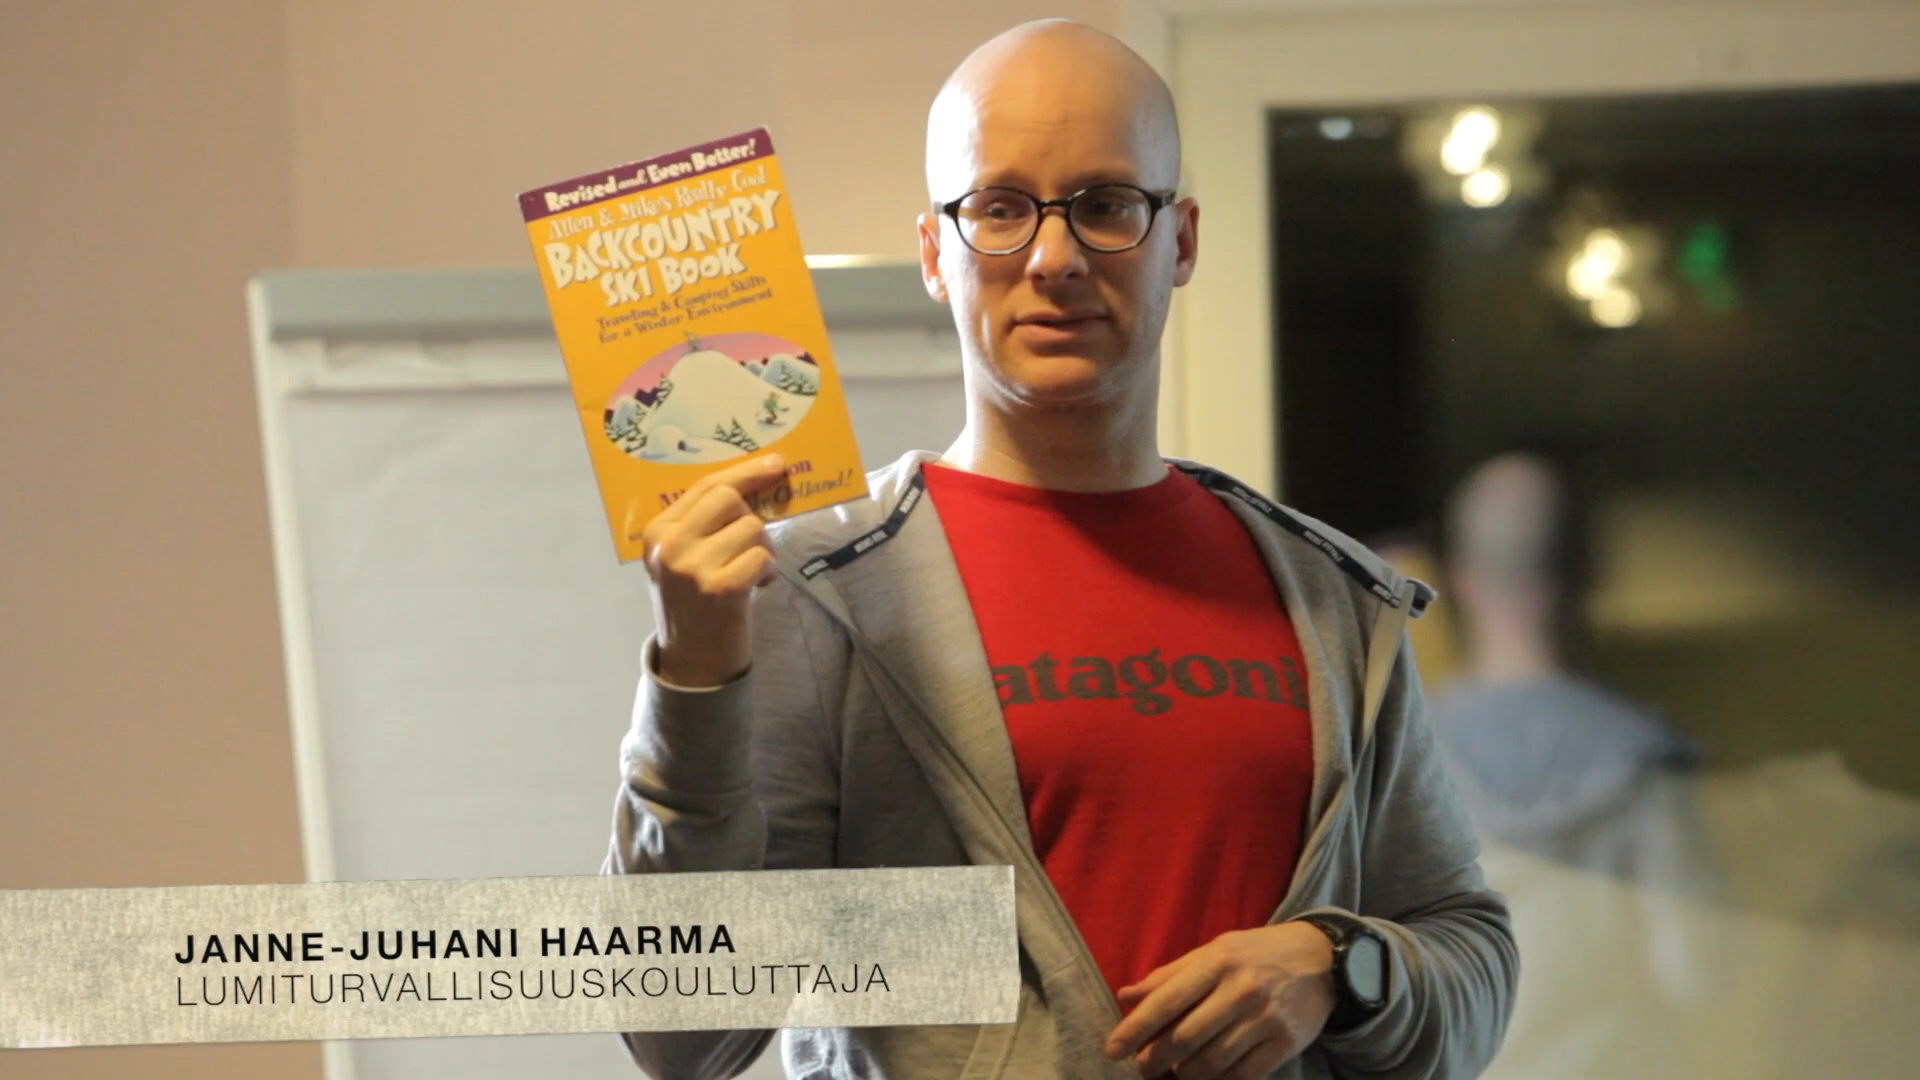 Revised and Even Better!
Allen & Mike's Really Cool
BACKCOUNTRY
SKI BOOK
Traveling & Camping Skills
for a Winter Environment
atagoni
JANNE-JUHANI HAARMA
LUMITURVALLISUUSKOULUTTAJA